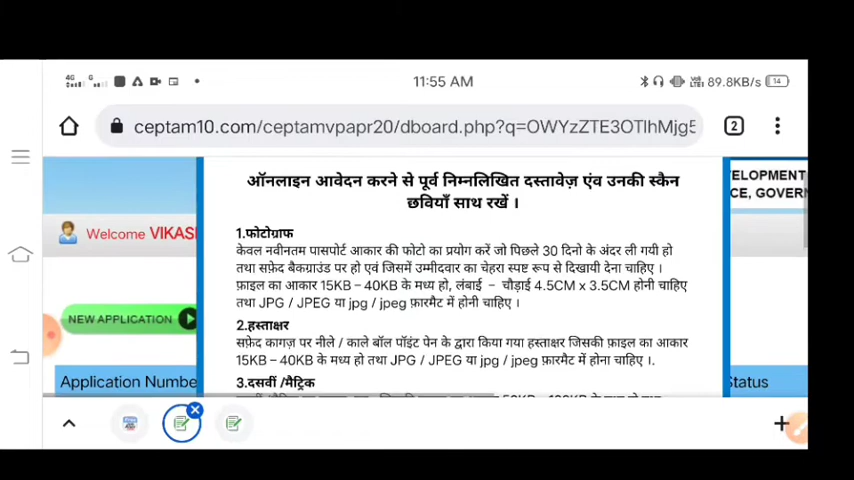 4G G 11:55 AM 89.8KB/s 14
ceptam10.com/ceptamvpapr20/dboard.php?q=OWYzZTE3OTlhMjg5 2
ऑनलाइन आवेदन करने से पूर्व निम्नलिखित दस्तावेज़ एंव उनकी स्कैन
छवियाँ साथ रखें ।
ELOPMENT
CE, GOVERN
Welcome VIKAS
1.फोटोग्राफ
केवल नवीनतम पासपोर्ट आकार की फोटो का प्रयोग करें जो पिछले 30 दिनो के अंदर ली गयी हो
तथा सफ़ेद बैकग्राउंड पर हो एवं जिसमें उम्मीदवार का चेहरा स्पष्ट रूप से दिखायी देना चाहिए ।
फ़ाइल का आकार 15KB – 40KB के मध्य हो, लंबाई – चौड़ाई 4.5CM x 3.5CM होनी चाहिए
तथा JPG / JPEG या jpg / jpeg फ़ारमैट में होनी चाहिए ।
NEW APPLICATION
2.हस्ताक्षर
सफ़ेद कागज़ पर नीले / काले बॉल पॉइंट पेन के द्वारा किया गया हस्ताक्षर जिसकी फ़ाइल का आकार
15KB – 40KB के मध्य हो तथा JPG / JPEG या jpg / jpeg फ़ारमैट में होना चाहिए ।.
3.दसवीं /मैट्रिक
Application Numbe
Status